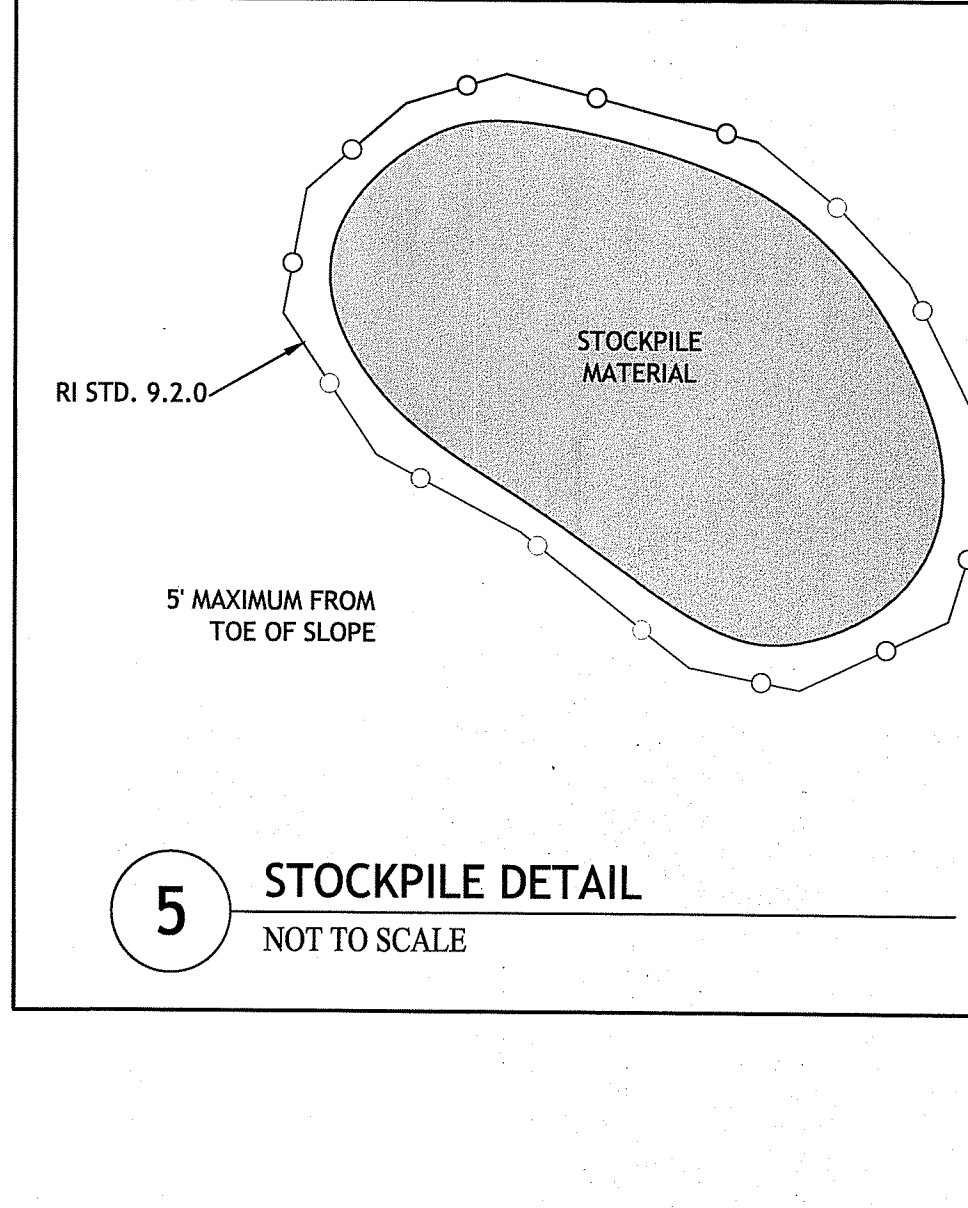 STOCKPILE
MATERIAL
RI STD. 9.2.0
5' MAXIMUM FROM
TOE OF SLOPE
5
STOCKPILE DETAIL
NOT TO SCALE